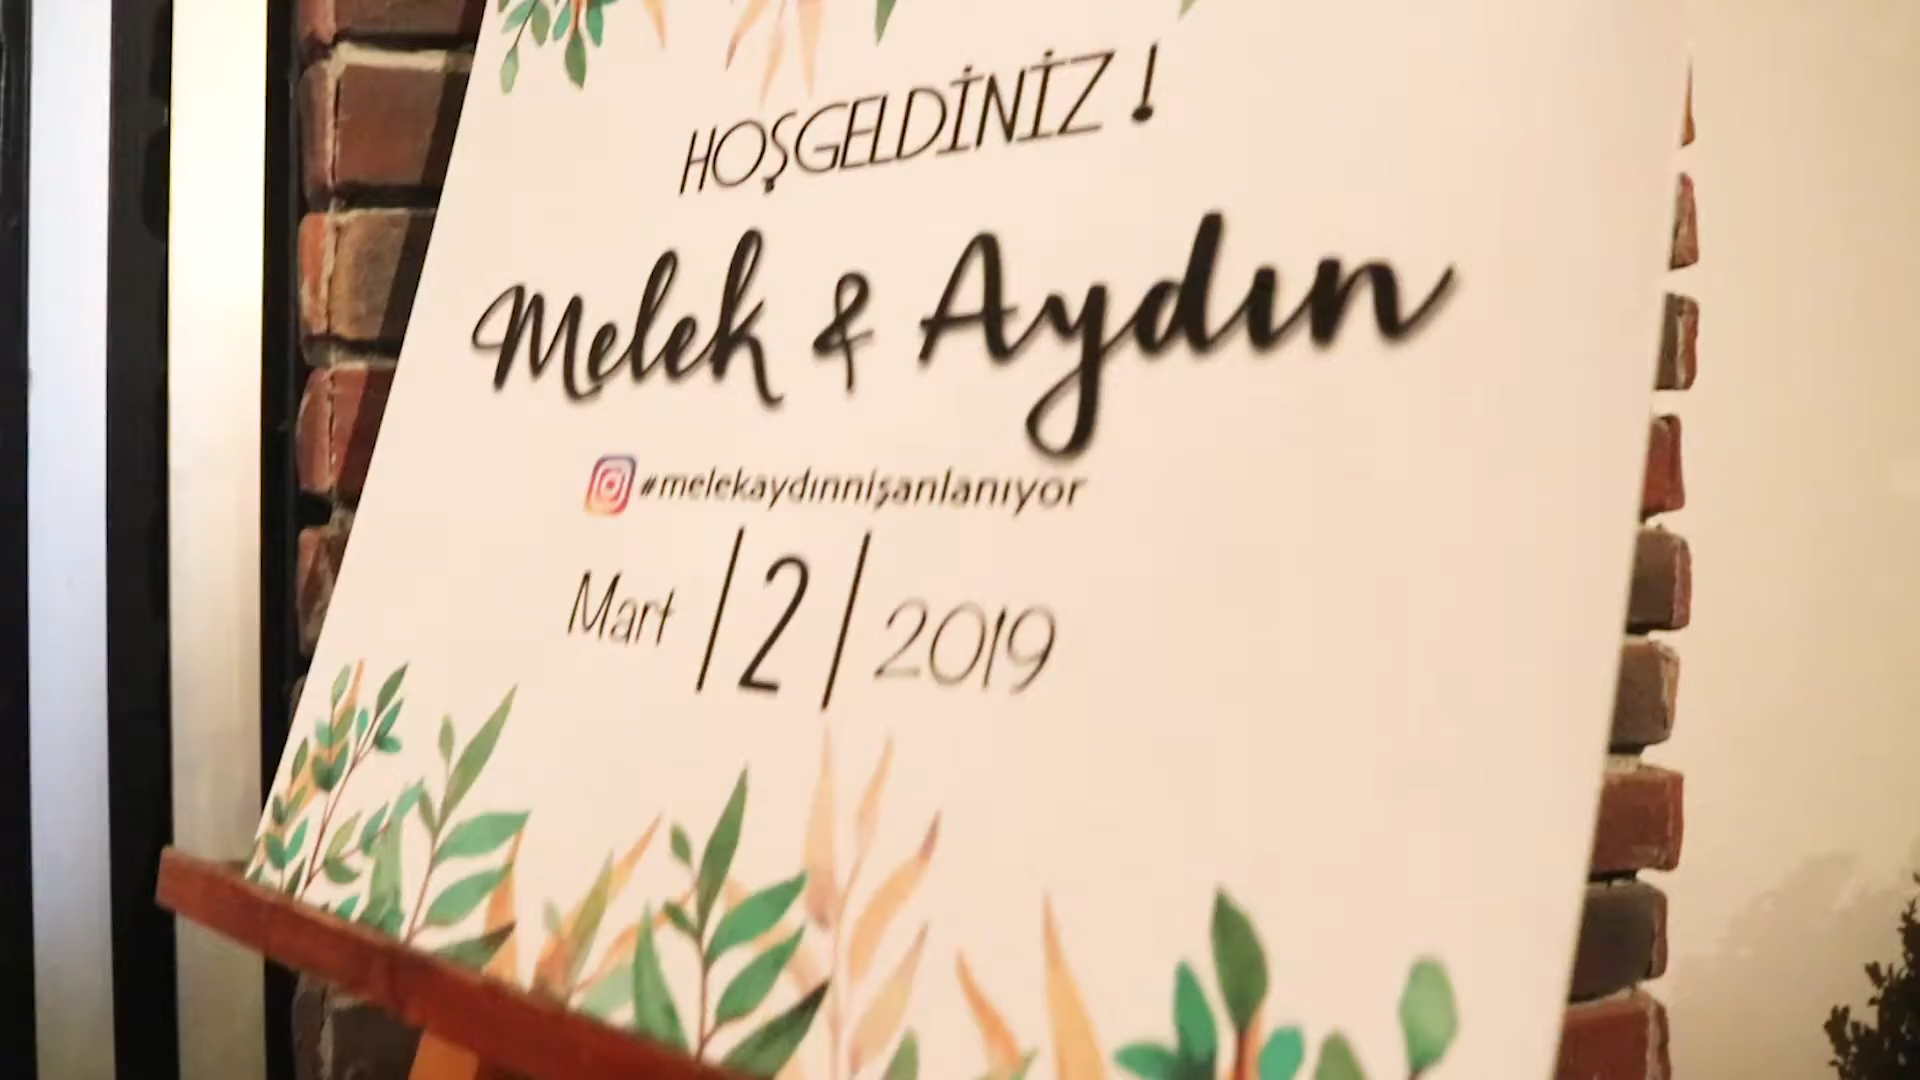 HOŞGELDİNİZ !
Melek & Aydın
#melekaydınnişanlanıyor
Mart / 2 / 2019